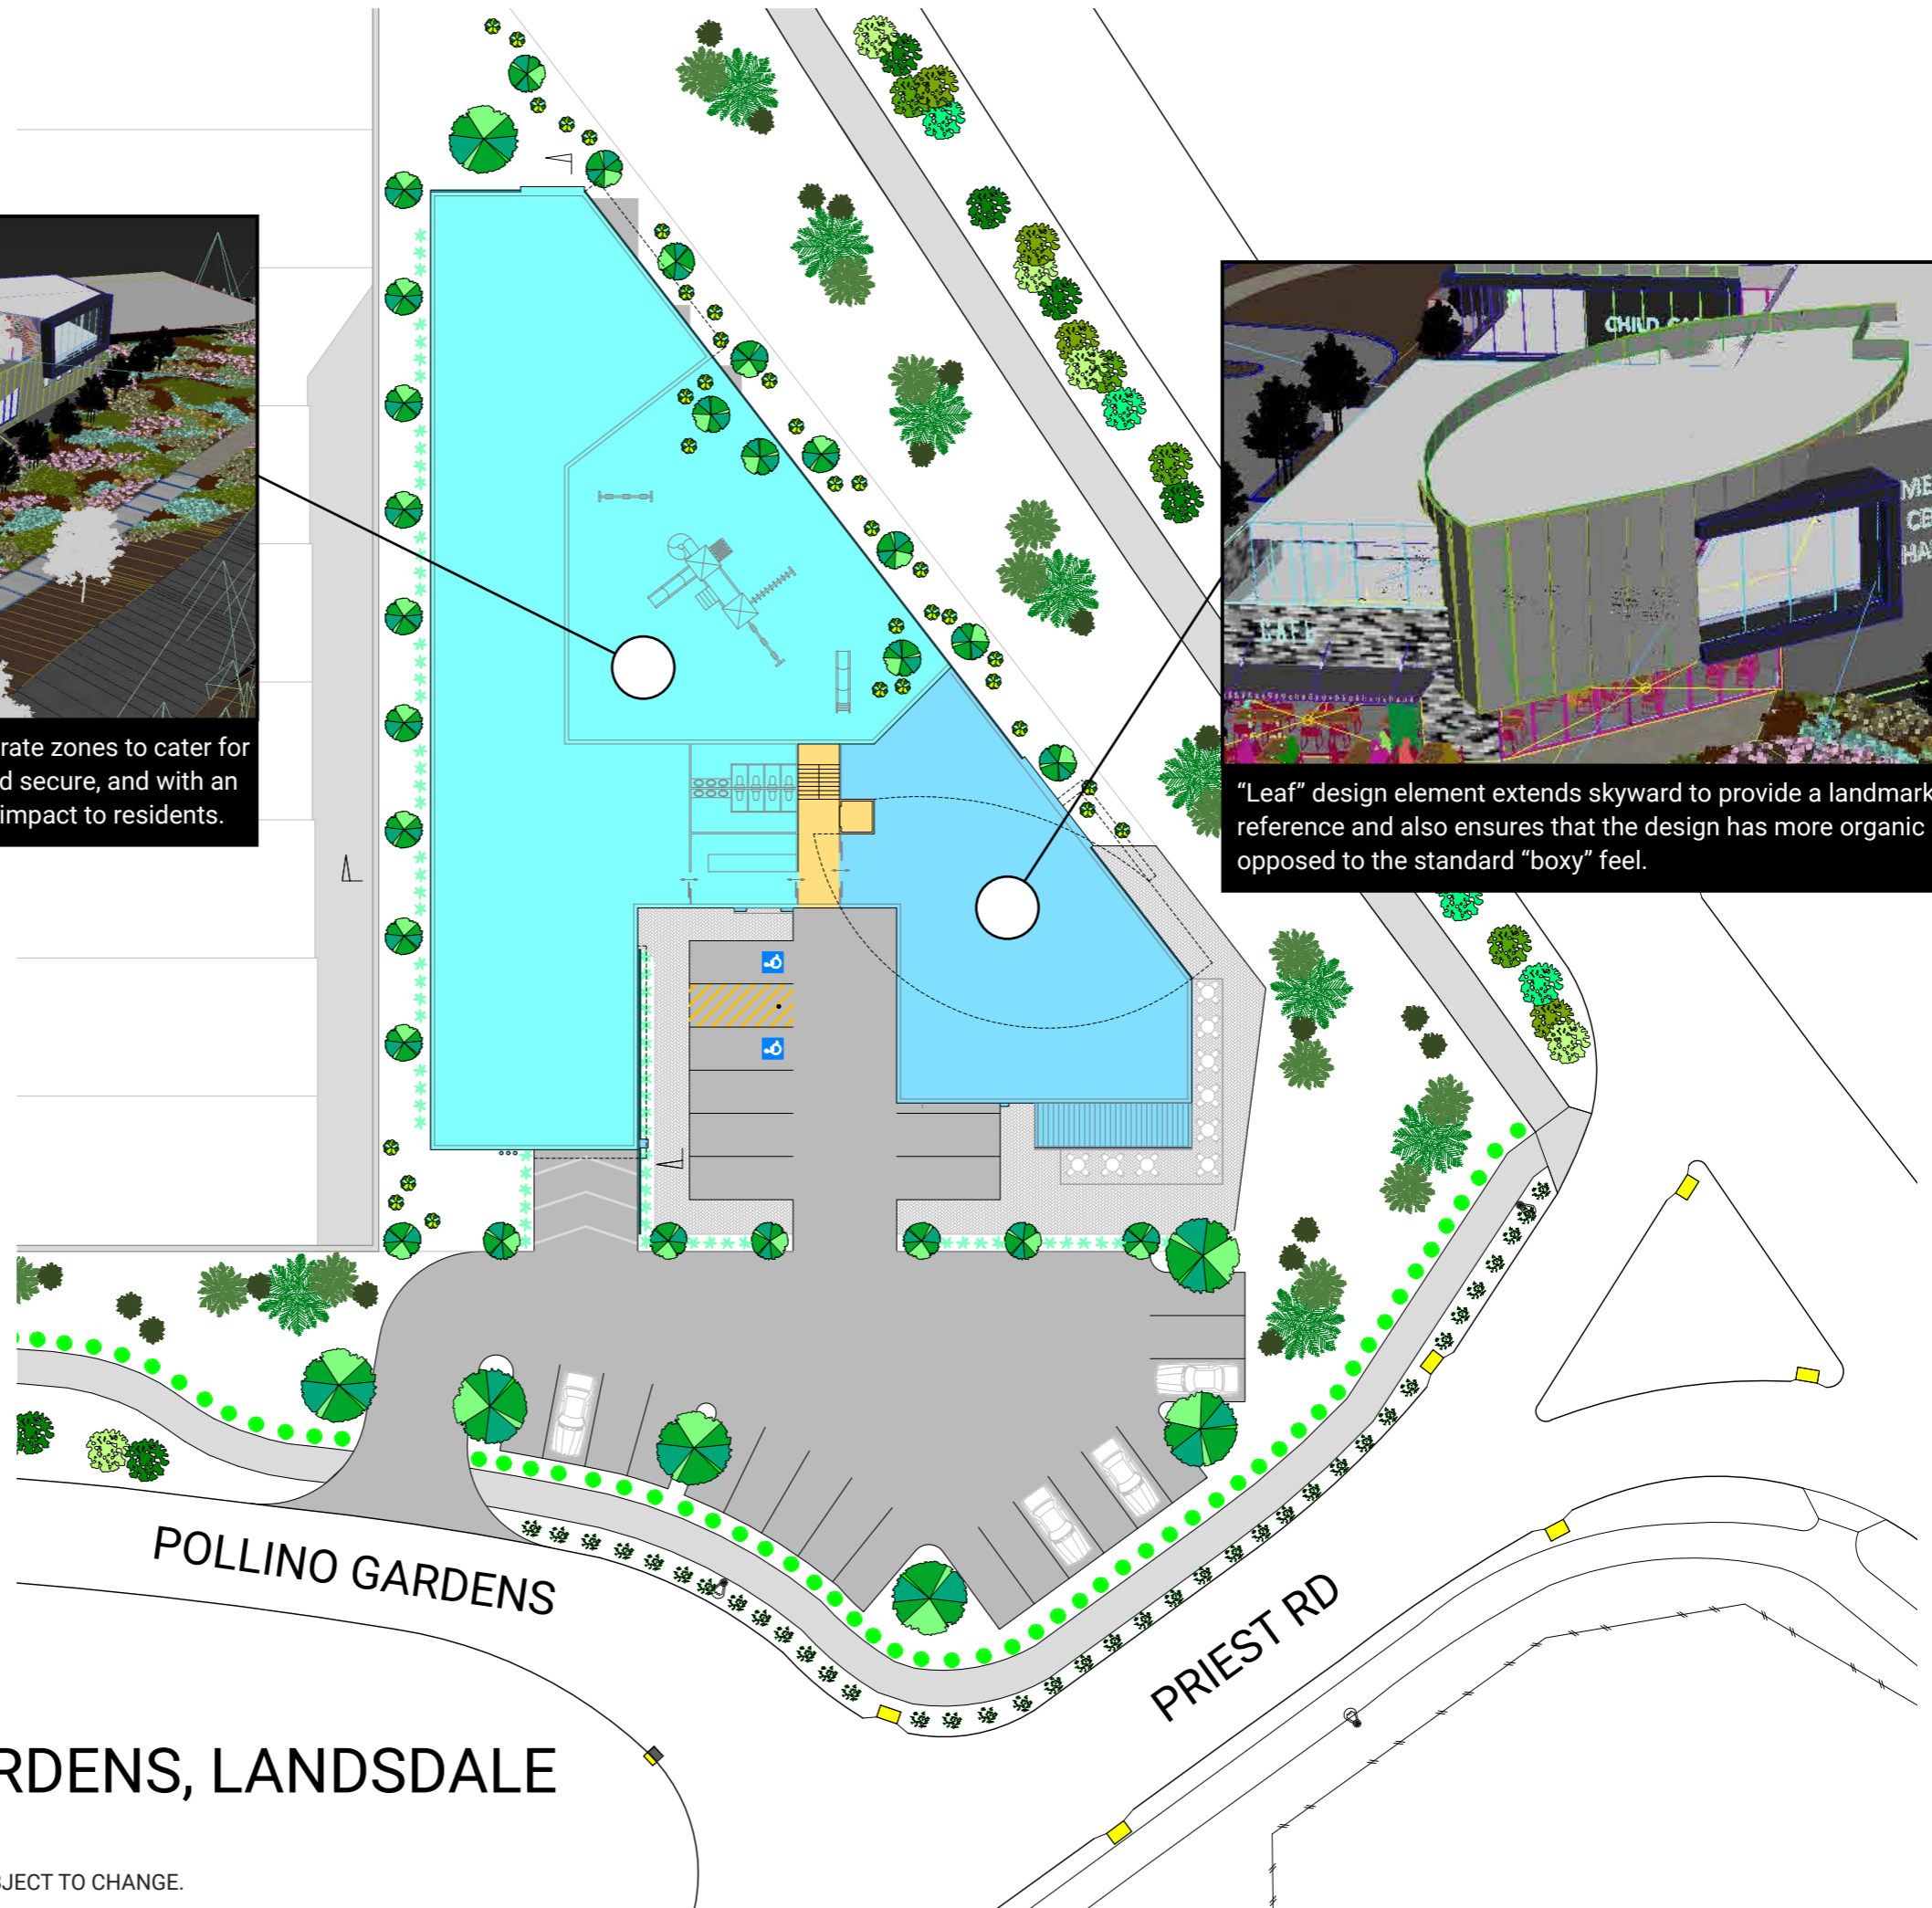 rate zones to cater for
d secure, and with an
impact to residents.
CHILD
CAFE
"Leaf" design element extends skyward to provide a landmark
reference and also ensures that the design has more organic
opposed to the standard "boxy" feel.
POLLINO GARDENS
PRIEST RD
RDENS, LANDSDALE
JECT TO CHANGE.